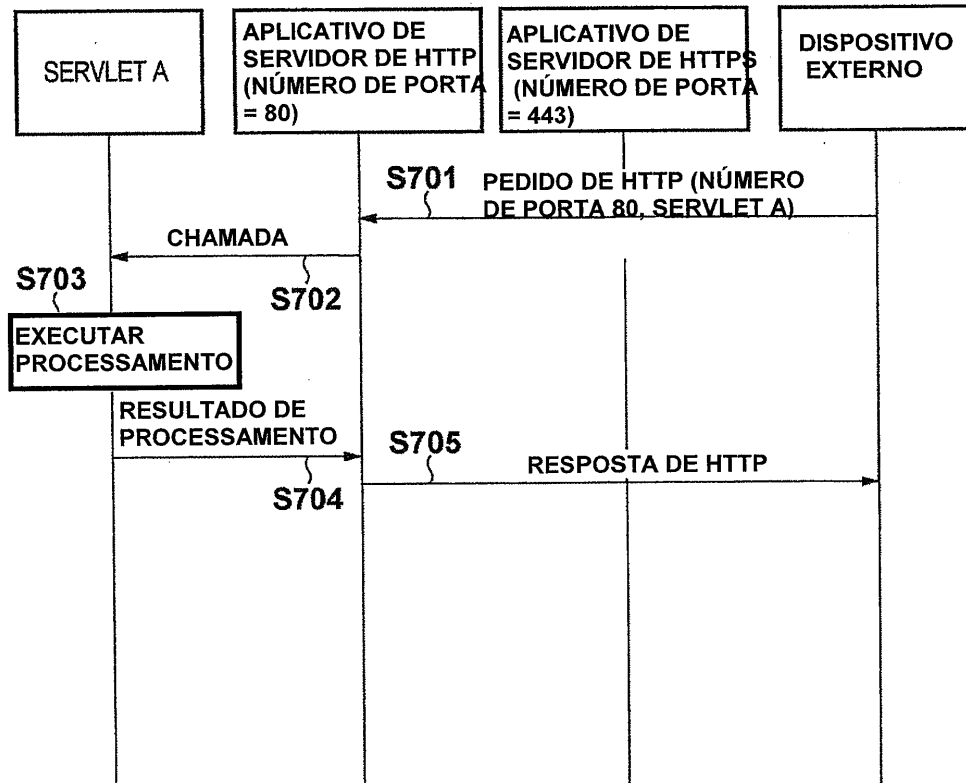 SERVLET A
APLICATIVO DE
SERVIDOR DE HTTP
(NÚMERO DE PORTA
= 80)
APLICATIVO DE
SERVIDOR DE HTTPS
(NÚMERO DE PORTA
= 443)
DISPOSITIVO
EXTERNO
S701
PEDIDO DE HTTP (NÚMERO
DE PORTA 80, SERVLET A)
CHAMADA
S702
S703
EXECUTAR
PROCESSAMENTO
RESULTADO DE
PROCESSAMENTO
S704
S705
RESPOSTA DE HTTP